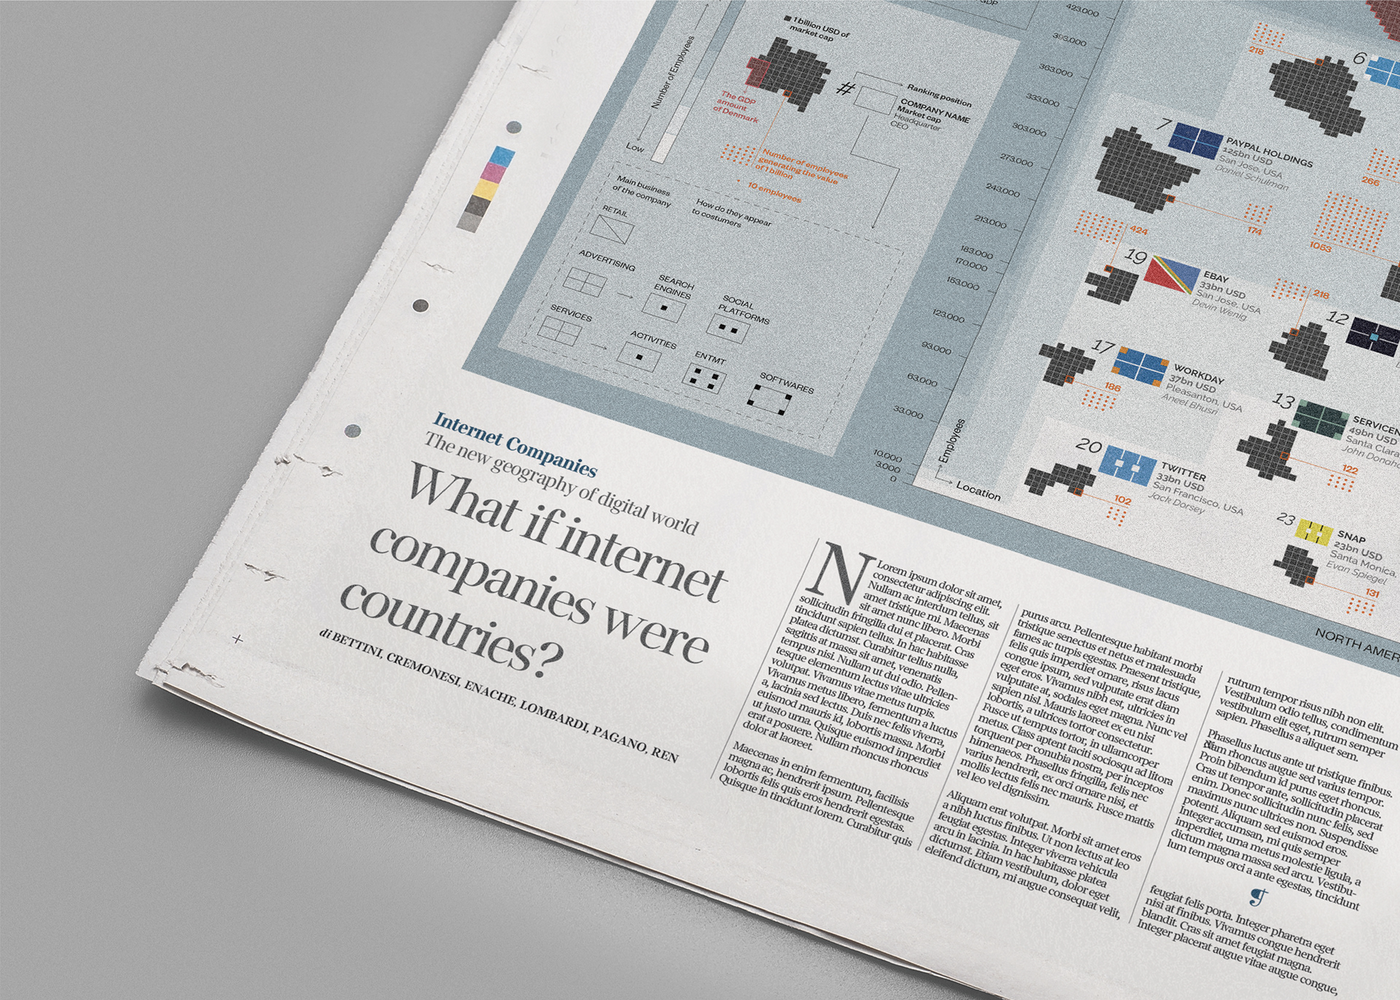 GDP
1 billion USD of
market cap
Number of Employees
Low
The GDP
amount
of Denmark
#
Ranking position
COMPANY NAME
Market cap
Headquarter
CEO
Number of employees
generating the value
of 1 billion
10 employees
Main business
of the company
How do they appear
to costumers
RETAIL
ADVERTISING
SEARCH
ENGINES
SOCIAL
PLATFORMS
SERVICES
ACTIVITIES
ENTMT
SOFTWARES
423.000
393.000
363.000
333.000
303.000
273.000
243.000
213.000
183.000
170.000
153.000
123.000
93.000
63.000
33.000
10.000
3.000
0
Employees
Location
218
6
7
PAYPAL HOLDINGS
125bn USD
San Jose, USA
Daniel Schulman
174
266
1063
424
19
EBAY
33bn USD
San Jose, USA
Devin Wenig
216
12
17
WORKDAY
37bn USD
Pleasanton, USA
Aneel Bhusri
186
13
SERVICEN
49bn USD
Santa Clara
John Donaho
122
20
TWITTER
33bn USD
San Francisco, USA
Jack Dorsey
102
23
SNAP
23bn USD
Santa Monica,
Evan Spiegel
131
NORTH AMER
Internet Companies
The new geography of digital world
What if internet
companies were
countries?
di BETTINI, CREMONESI, ENACHE, LOMBARDI, PAGANO, REN
N
Lorem ipsum dolor sit amet,
consectetur adipiscing elit.
Nullam ac interdum tellus, sit
amet tristique mi. Maecenas
sit amet nunc libero. Morbi
sollicitudin fringilla dui et placerat. Cras
tincidunt sapien tellus. In hac habitasse
platea dictumst. Curabitur tellus nulla,
sagittis at massa sit amet, venenatis
tempus nisi. Nullam ut dui odio. Pellen-
tesque elementum lectus vitae ultricies
volutpat. Vivamus vitae metus turpis.
Vivamus metus libero, fermentum a luctus
a, lacinia sed lectus. Duis nec felis viverra,
euismod mauris id, lobortis massa. Morbi
ut justo urna. Quisque euismod imperdiet
erat a posuere. Nullam rhoncus rhoncus
dolor at laoreet.
Maecenas in enim fermentum, facilisis
magna ac, hendrerit ipsum. Pellentesque
lobortis felis quis eros hendrerit egestas.
Quisque in tincidunt lorem. Curabitur quis
purus arcu. Pellentesque habitant morbi
tristique senectus et netus et malesuada
fames ac turpis egestas. Praesent tristique,
felis quis imperdiet ornare, risus lacus
congue ipsum, sed vulputate erat diam
eget eros. Vivamus nibh est, ultricies in
vulputate at, sodales eget magna. Nunc vel
sapien nisl. Mauris laoreet ex eu nisi
lobortis, a ultrices tortor consectetur.
Fusce ut tempus tortor, in ullamcorper
metus. Class aptent taciti sociosqu ad litora
torquent per conubia nostra, per inceptos
himenaeos. Phasellus fringilla, felis nec
varius hendrerit, ex orci ornare nisi, et
mollis lectus felis nec mauris. Fusce mattis
vel leo vel dignissim.
Aliquam erat volutpat. Morbi sit amet eros
a nibh luctus finibus. Ut non lectus at leo
feugiat egestas. Integer viverra vehicula
arcu in lacinia. In hac habitasse platea
dictumst. Etiam vestibulum, dolor eget
eleifend dictum, mi augue consequat velit,
rutrum tempor risus nibh non elit.
Vestibulum odio tellus, condimentum
vestibulum elit eget, rutrum semper
sapien. Phasellus a aliquet sem.
Phasellus luctus ante ut tristique finibus.
Nam rhoncus augue sed varius tempor.
Proin bibendum id purus eget rhoncus.
Cras ut tempor ante, sollicitudin placerat
enim. Donec sollicitudin nunc felis, sed
maximus nunc ultrices non. Suspendisse
potenti. Aliquam sed euismod eros.
Integer accumsan, mi quis semper
imperdiet, urna metus molestie ligula, a
dictum magna massa sed arcu. Vestibu-
lum tempus orci a ante egestas, tincidunt
feugiat felis porta. Integer pharetra eget
nisi at finibus. Vivamus congue hendrerit
blandit. Cras sit amet feugiat magna.
Integer placerat augue vitae augue congue,